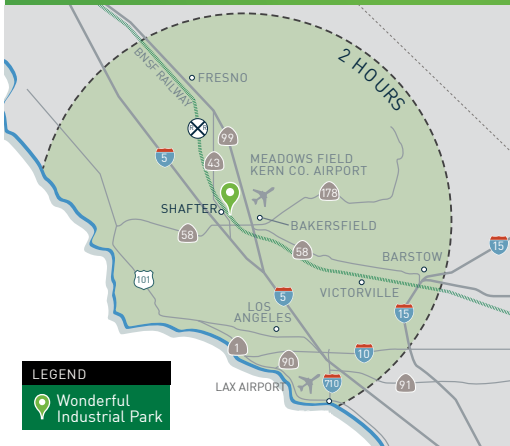 BNSF RAILWAY
FRESNO
2 HOURS
R R
99
5
43
MEADOWS FIELD
KERN CO. AIRPORT
178
SHAFTER
BAKERSFIELD
58
58
15
BARSTOW
101
5
VICTORVILLE
LOS
ANGELES
15
1
90
10
LAX AIRPORT
710
91
LEGEND
Wonderful
Industrial Park